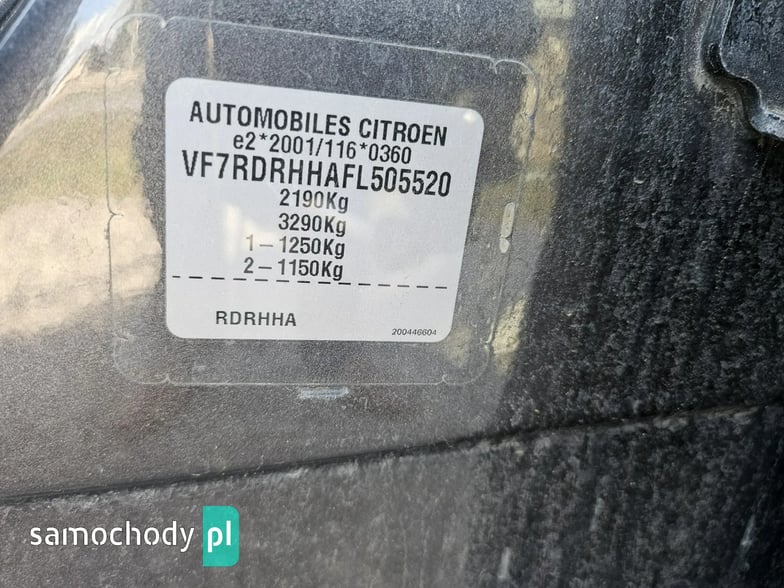 AUTOMOBILES CITROEN
e2*2001/116*0360
VF7RDRHHAFL505520
2190Kg
3290Kg
1-1250Kg
2-1150Kg
RDRHHA
200446604
samochody pl